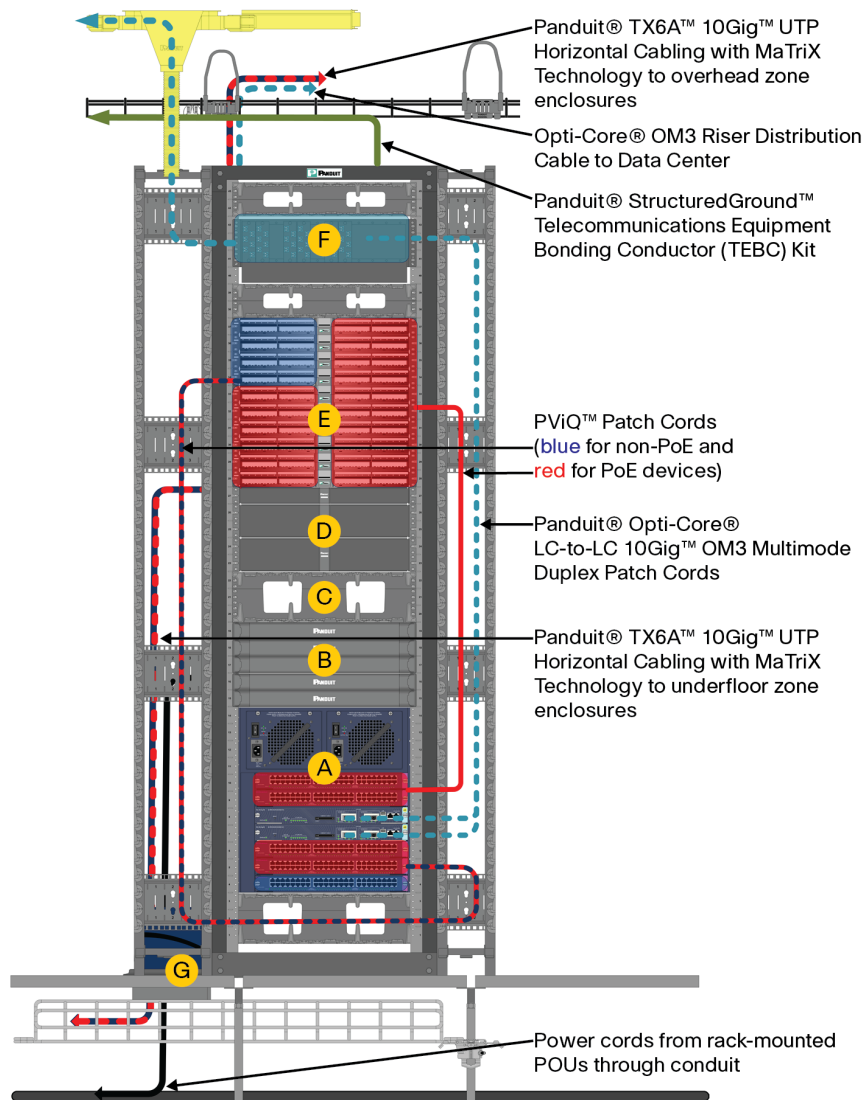 Panduit® TX6A™ 10Gig™ UTP
Horizontal Cabling with MaTriX
Technology to overhead zone
enclosures
Opti-Core® OM3 Riser Distribution
Cable to Data Center
PANDUIT
Panduit® StructuredGround™
Telecommunications Equipment
Bonding Conductor (TEBC) Kit
F
E
PViQ™ Patch Cords
(blue for non-PoE and
red for PoE devices)
D
Panduit® Opti-Core®
LC-to-LC 10Gig™ OM3 Multimode
Duplex Patch Cords
C
PANDUIT
B
PANDUIT
PANDUIT
Panduit® TX6A™ 10Gig™ UTP
Horizontal Cabling with MaTriX
Technology to underfloor zone
enclosures
A
G
Power cords from rack-mounted
POUs through conduit